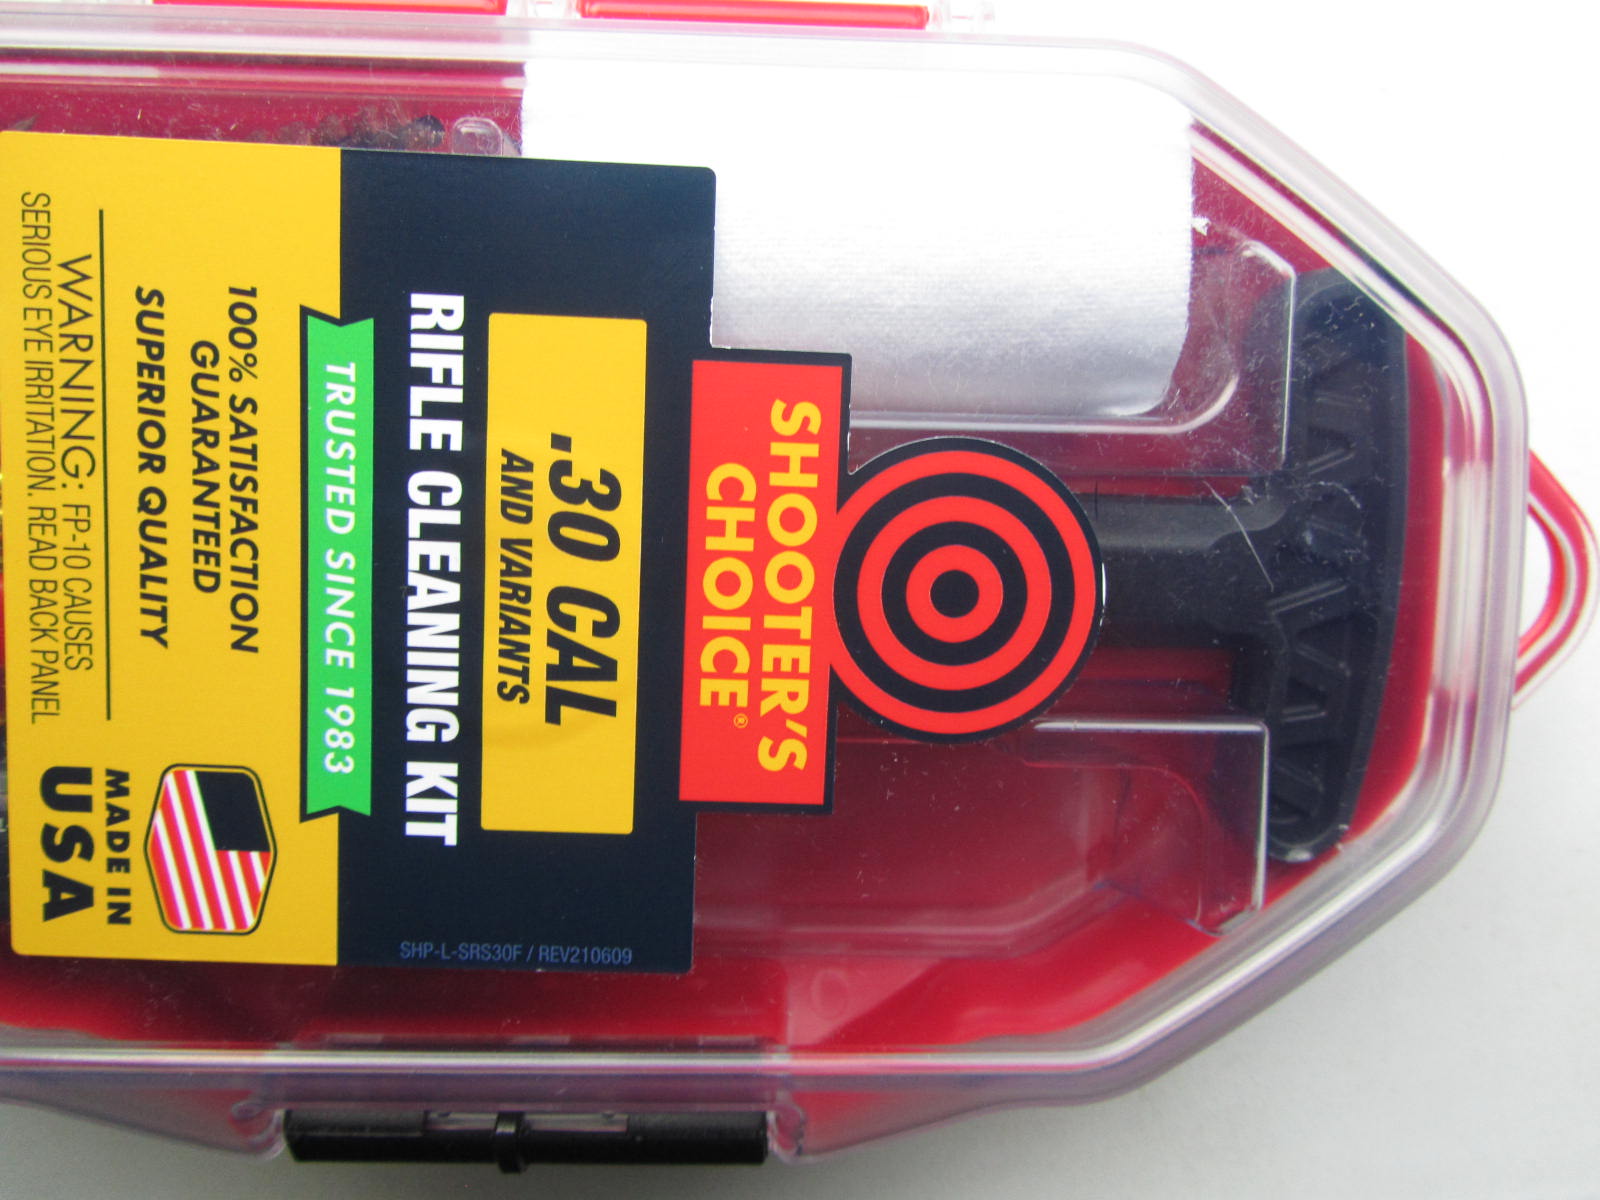 SHOOTER'S
CHOICE®
.30 CAL
AND VARIANTS
RIFLE CLEANING KIT
TRUSTED SINCE 1983
100% SATISFACTION
GUARANTEED
SUPERIOR QUALITY
WARNING: FP-10 CAUSES
SERIOUS EYE IRRITATION. READ BACK PANEL
MADE IN
USA
SHP-L-SRS30F / REV210609